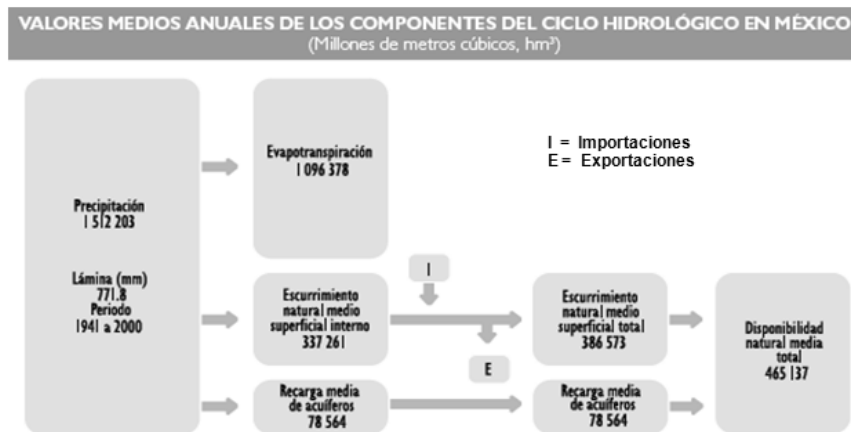 VALORES MEDIOS ANUALES DE LOS COMPONENTES DEL CICLO HIDROLÓGICO EN MÉXICO
(Millones de metros cúbicos, hm³)
Precipitación
1 512 203
Lámina (mm)
771.8
Periodo
1941 a 2000
Evapotranspiración
1 096 378
I = Importaciones
E = Exportaciones
I
Escurrimiento
natural medio
superficial interno
337 261
E
Escurrimiento
natural medio
superficial total
386 573
Recarga media
de acuíferos
78 564
Recarga media
de acuíferos
78 564
Disponibilidad
natural media
total
465 137